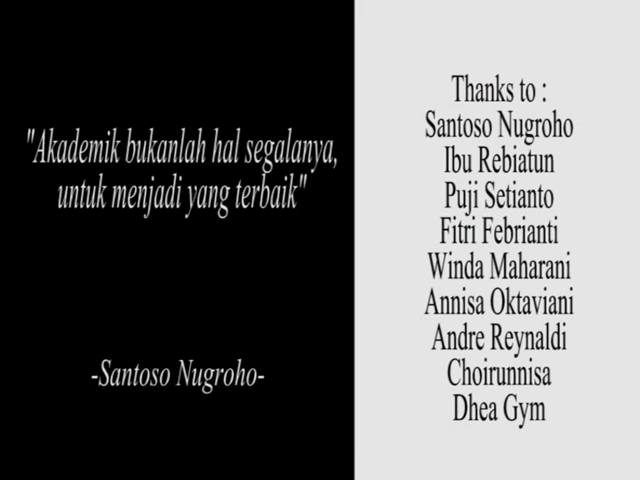 "Akademik bukanlah hal segalanya,
untuk menjadi yang terbaik"
-Santoso Nugroho-
Thanks to :
Santoso Nugroho
Ibu Rebiatun
Puji Setianto
Fitri Febrianti
Winda Maharani
Annisa Oktaviani
Andre Reynaldi
Choirunnisa
Dhea Gym